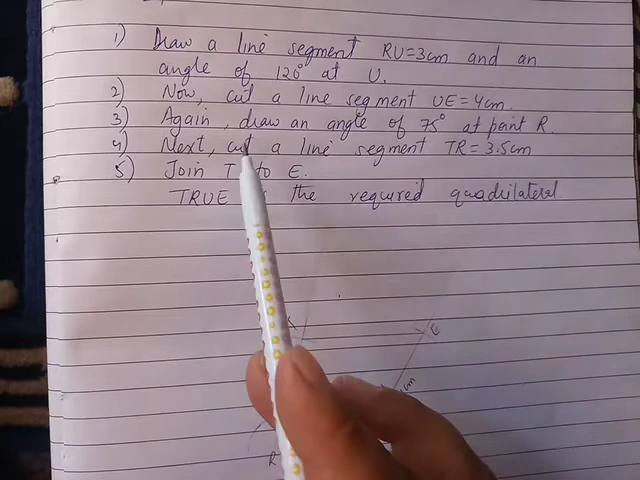 1) Draw a line segment RU=3cm and an
angle of 120° at U.
2) Now, cut a line segment UE=4cm.
3) Again, draw an angle of 75° at point R.
4) Next, cut a line segment TR = 3.5cm
5) Join T to E.
TRUE the required quadrilateral
E
cm
R